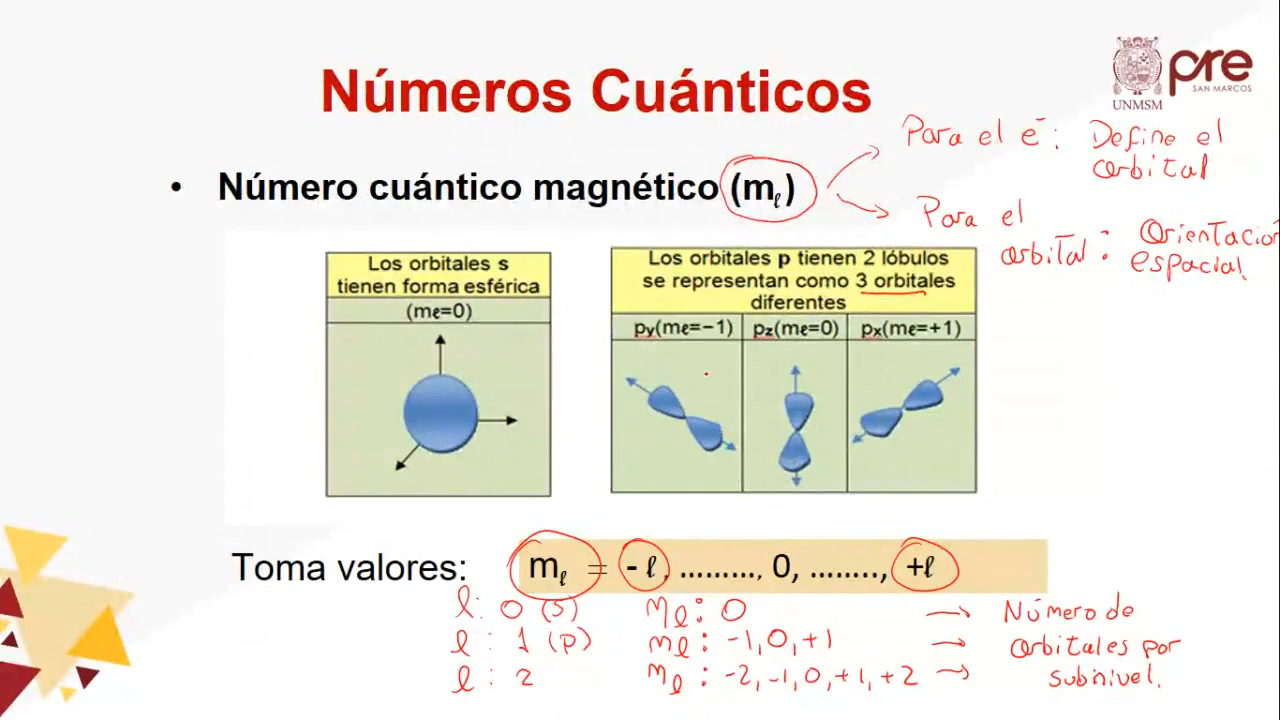 Números Cuánticos
pre
SAN MARCOS
UNMSM
Para el e⁻: Define el
orbital
• Número cuántico magnético (mℓ)
Para el
orbital: Orientación
espacial
Los orbitales s
tienen forma esférica
(mℓ=0)
Los orbitales p tienen 2 lóbulos
se representan como 3 orbitales
diferentes
py(mℓ=−1) pz(mℓ=0) px(mℓ=+1)
Toma valores: mℓ = - ℓ, ........., 0, ........, +ℓ
l: 0 (s) ml: 0 → Número de
l: 1 (p) ml: -1, 0, +1 → orbitales por
l: 2 ml: -2, -1, 0, +1, +2 → subnivel.